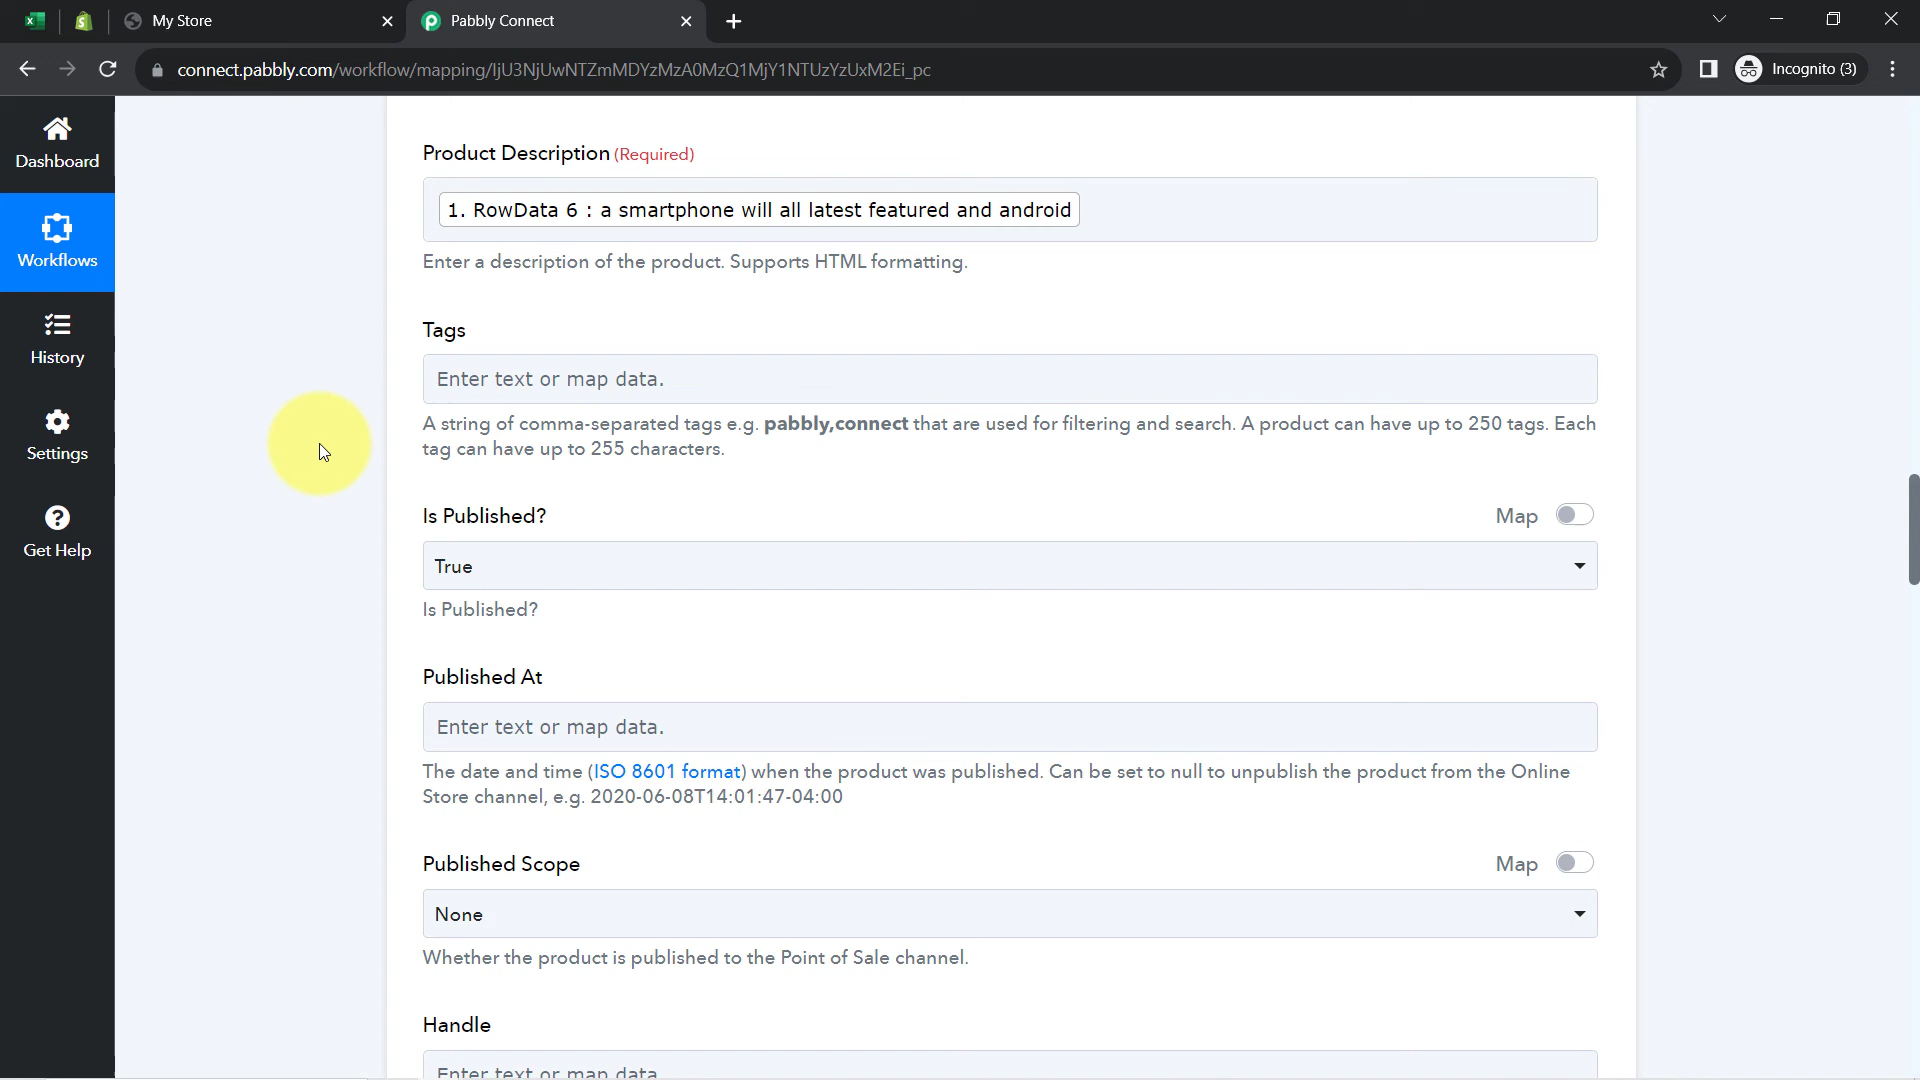 My Store
Pabbly Connect
connect.pabbly.com/workflow/mapping/IjU3NjUwNTZmMDYzMzA0MzQ1MjY1NTUzYzUxM2Ei_pc
Incognito (3)
Dashboard
Workflows
History
Settings
Get Help
Product Description (Required)
1. RowData 6 : a smartphone will all latest featured and android
Enter a description of the product. Supports HTML formatting.
Tags
Enter text or map data.
A string of comma-separated tags e.g. pabbly,connect that are used for filtering and search. A product can have up to 250 tags. Each
tag can have up to 255 characters.
Is Published?
Map
True
Is Published?
Published At
Enter text or map data.
The date and time (ISO 8601 format) when the product was published. Can be set to null to unpublish the product from the Online
Store channel, e.g. 2020-06-08T14:01:47-04:00
Published Scope
Map
None
Whether the product is published to the Point of Sale channel.
Handle
Enter text or map data.